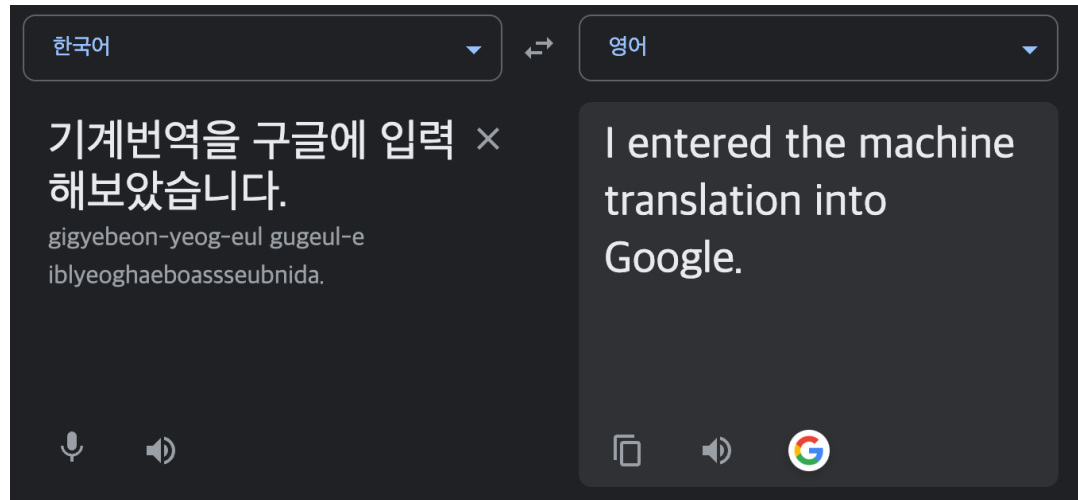 한국어
영어
기계번역을 구글에 입력
해보았습니다.
gigyebeon-yeog-eul gugeul-e
iblyeoghaeboassseubnida.
I entered the machine
translation into
Google.
G